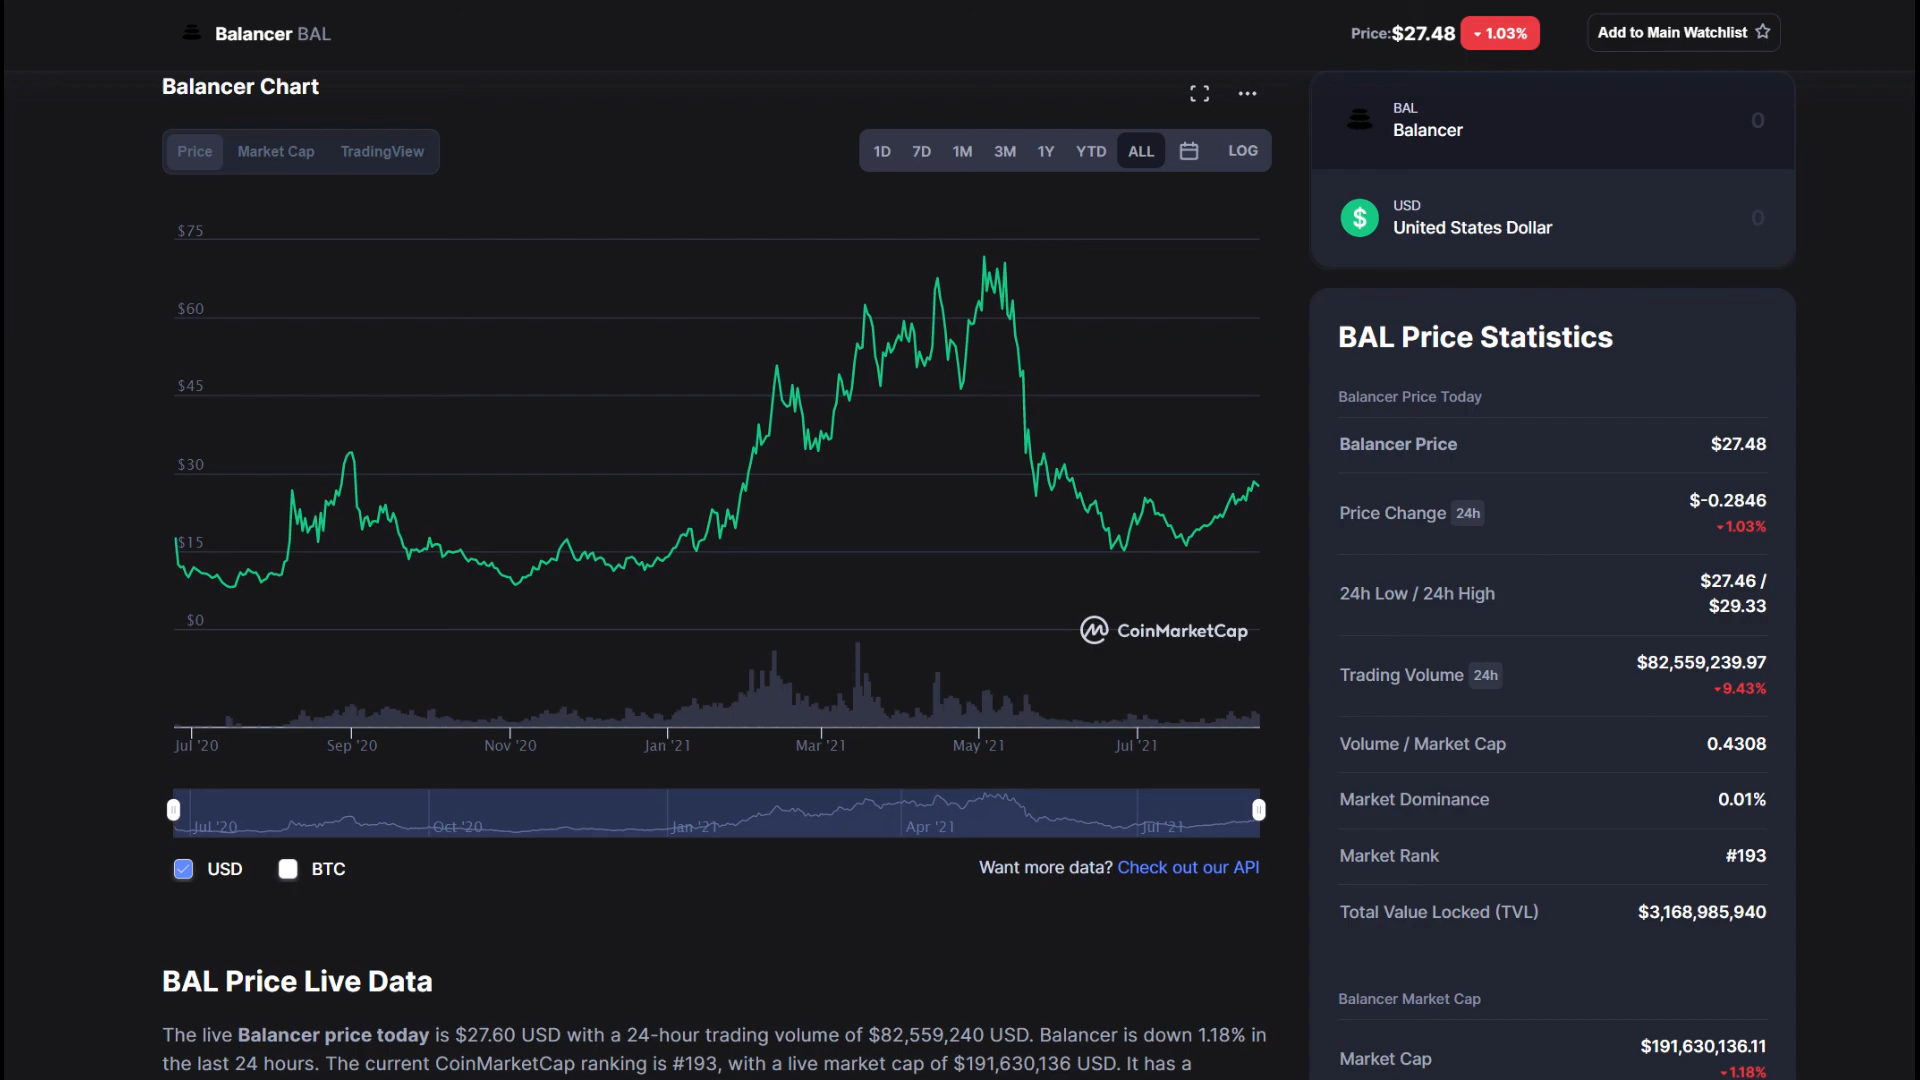 Balancer BAL
Price:$27.48 1.03%
Add to Main Watchlist
Balancer Chart
Price Market Cap TradingView
1D 7D 1M 3M 1Y YTD ALL LOG
$75
$60
$45
$30
$15
$0
CoinMarketCap
Jul '20 Sep '20 Nov '20 Jan '21 Mar '21 May '21 Jul '21
Jul '20 Oct '20 Jan '21 Apr '21 Jul '21
USD BTC
Want more data? Check out our API
BAL Price Live Data
The live Balancer price today is $27.60 USD with a 24-hour trading volume of $82,559,240 USD. Balancer is down 1.18% in
the last 24 hours. The current CoinMarketCap ranking is #193, with a live market cap of $191,630,136 USD. It has a
BAL
Balancer 0
USD
United States Dollar 0
BAL Price Statistics
Balancer Price Today
Balancer Price $27.48
Price Change 24h $-0.2846
1.03%
24h Low / 24h High $27.46 /
$29.33
Trading Volume 24h $82,559,239.97
9.43%
Volume / Market Cap 0.4308
Market Dominance 0.01%
Market Rank #193
Total Value Locked (TVL) $3,168,985,940
Balancer Market Cap
Market Cap $191,630,136.11
1.18%